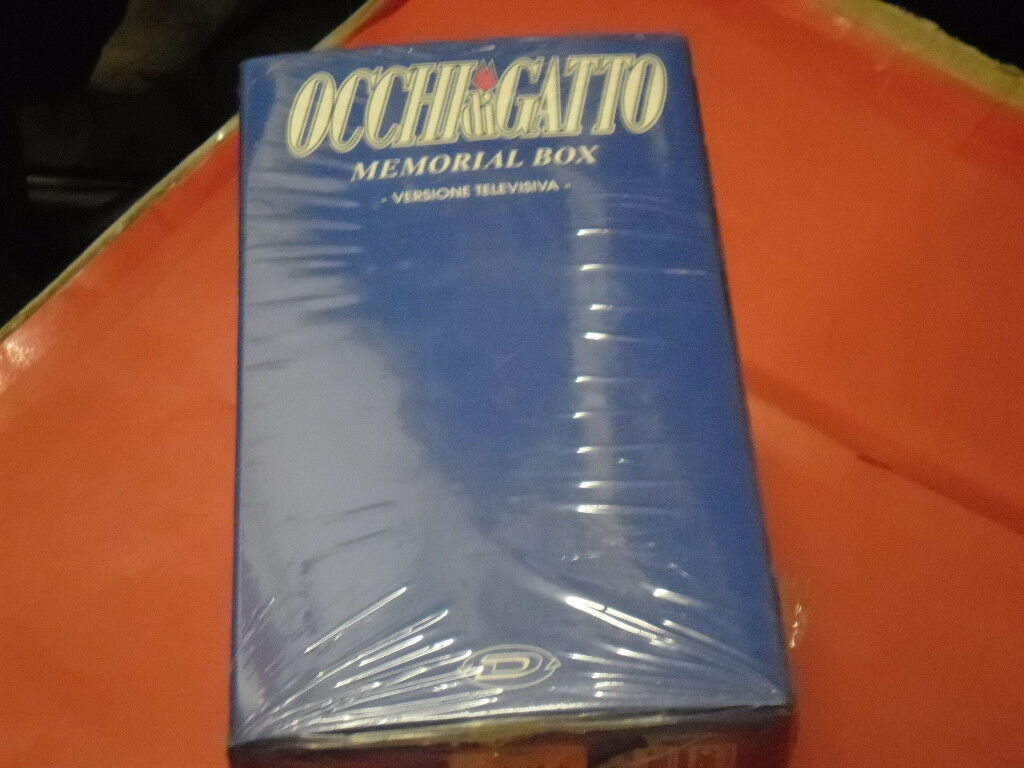 OCCHI di GATTO
MEMORIAL BOX
- VERSIONE TELEVISIVA -
D